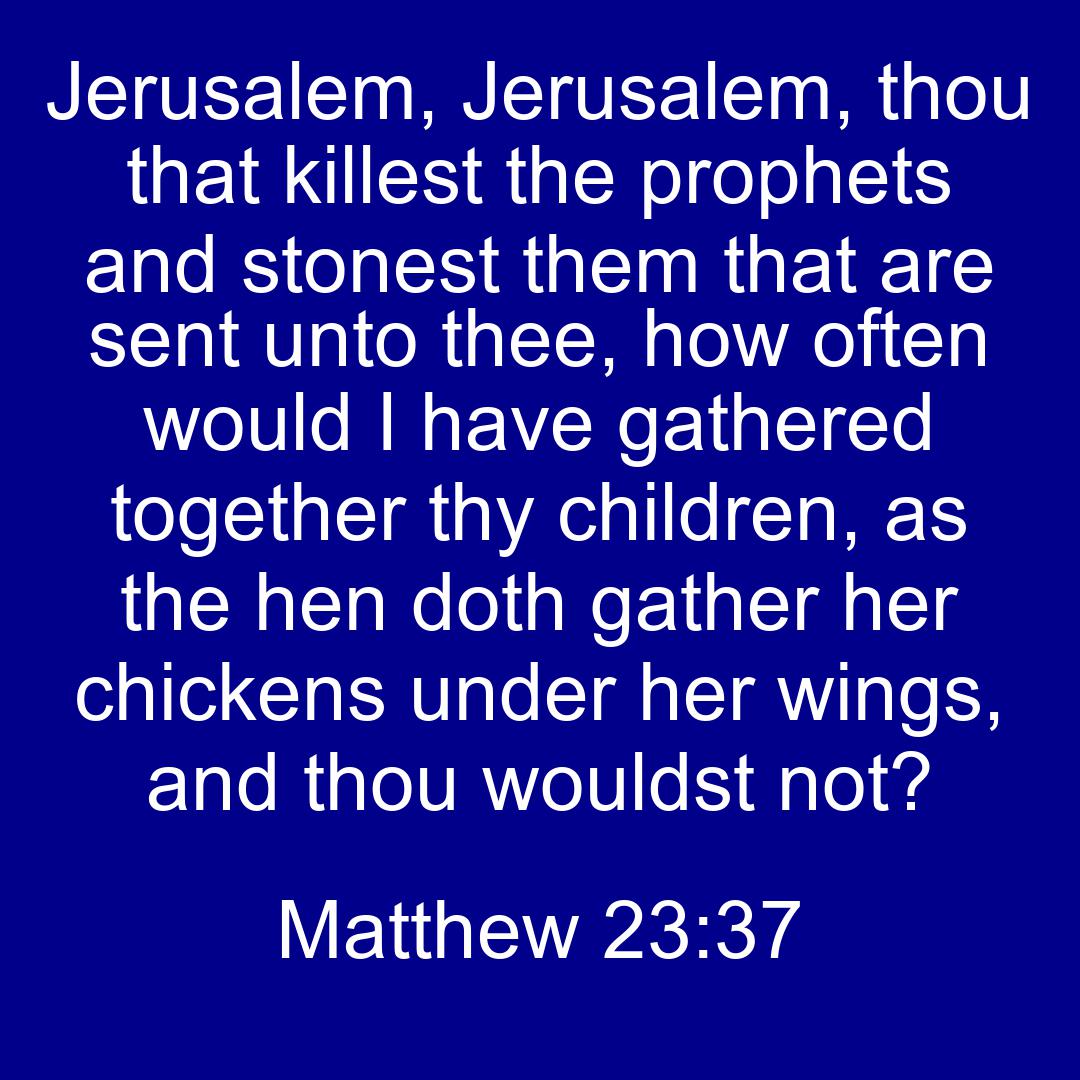 Jerusalem, Jerusalem, thou
that killest the prophets
and stonest them that are
sent unto thee, how often
would I have gathered
together thy children, as
the hen doth gather her
chickens under her wings,
and thou wouldst not?
Matthew 23:37